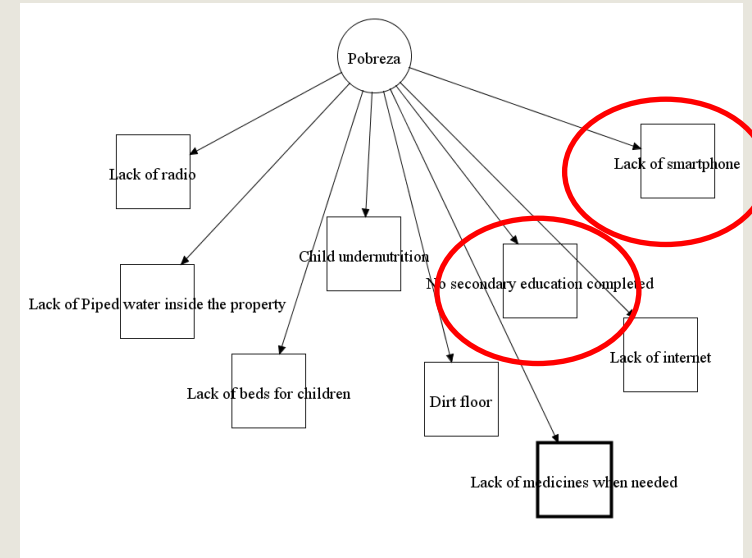 Pobreza
Lack of smartphone
Lack of radio
Child undernutrition
No secondary education completed
Lack of Piped water inside the property
Lack of internet
Lack of beds for children
Dirt floor
Lack of medicines when needed